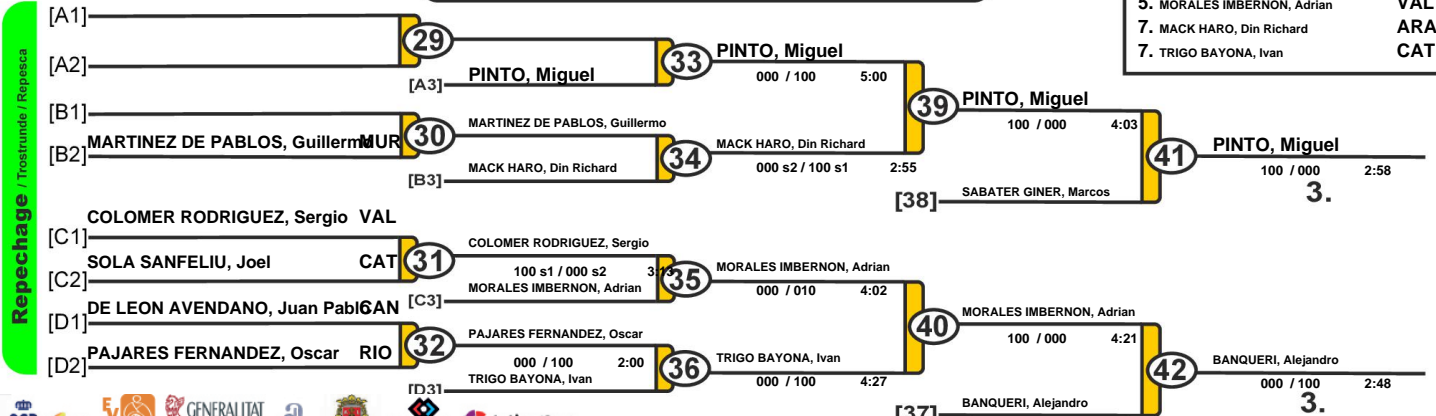 5. MORALES IMBERNON, Adrian VAL
7. MACK HARO, Din Richard ARA
7. TRIGO BAYONA, Ivan CAT
Repechage / Trostrunde / Repesca
[A1]
29
[A2]
PINTO, Miguel
[A3]
33
PINTO, Miguel
000 / 100 5:00
[B1]
MARTINEZ DE PABLOS, Guillermo MUR
[B2]
30
MARTINEZ DE PABLOS, Guillermo
MACK HARO, Din Richard
[B3]
34
MACK HARO, Din Richard
000 s2 / 100 s1 2:55
39
PINTO, Miguel
100 / 000 4:03
[38]
SABATER GINER, Marcos
41
PINTO, Miguel
100 / 000 2:58
3.
COLOMER RODRIGUEZ, Sergio VAL
[C1]
SOLA SANFELIU, Joel CAT
[C2]
31
COLOMER RODRIGUEZ, Sergio
100 s1 / 000 s2 3:13
MORALES IMBERNON, Adrian
[C3]
35
MORALES IMBERNON, Adrian
000 / 010 4:02
DE LEON AVENDANO, Juan Pablo CAN
[D1]
PAJARES FERNANDEZ, Oscar RIO
[D2]
32
PAJARES FERNANDEZ, Oscar
000 / 100 2:00
TRIGO BAYONA, Ivan
[D3]
36
TRIGO BAYONA, Ivan
000 / 100 4:27
40
MORALES IMBERNON, Adrian
100 / 000 4:21
[37]
BANQUERI, Alejandro
42
BANQUERI, Alejandro
000 / 100 2:48
3.
GENERALITAT